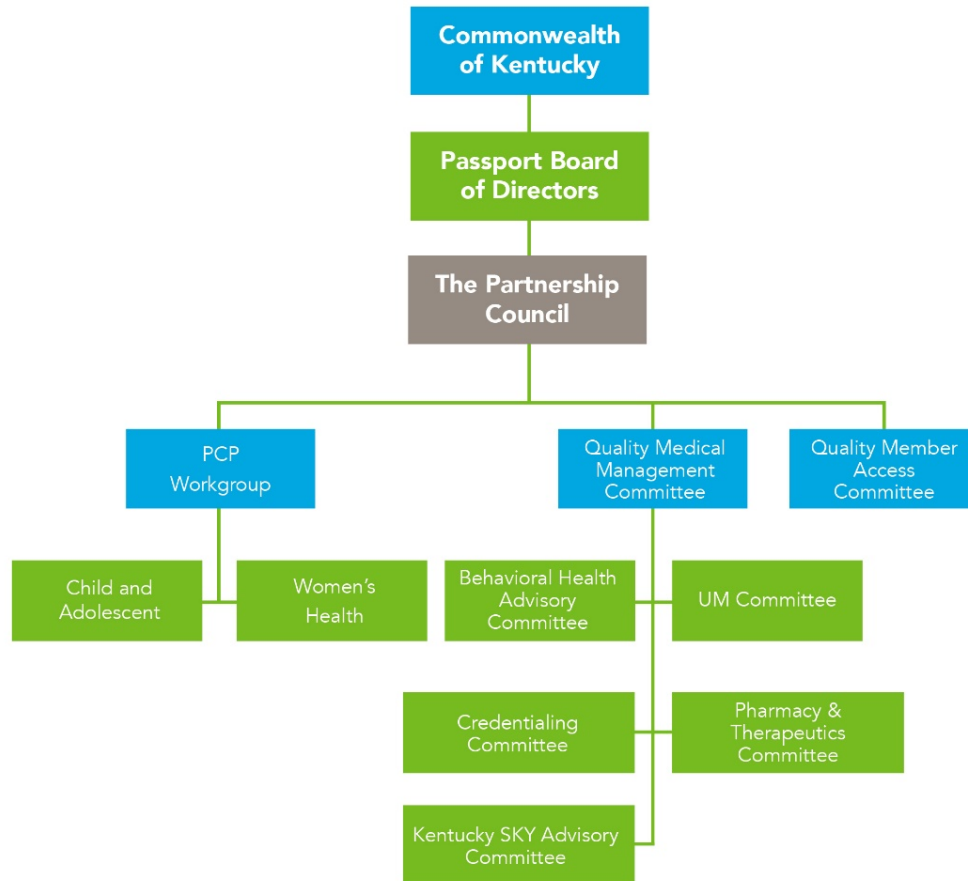 Commonwealth
of Kentucky
Passport Board
of Directors
The Partnership
Council
PCP
Workgroup
Quality Medical
Management
Committee
Quality Member
Access
Committee
Child and
Adolescent
Women's
Health
Behavioral Health
Advisory
Committee
UM Committee
Credentialing
Committee
Pharmacy &
Therapeutics
Committee
Kentucky SKY Advisory
Committee